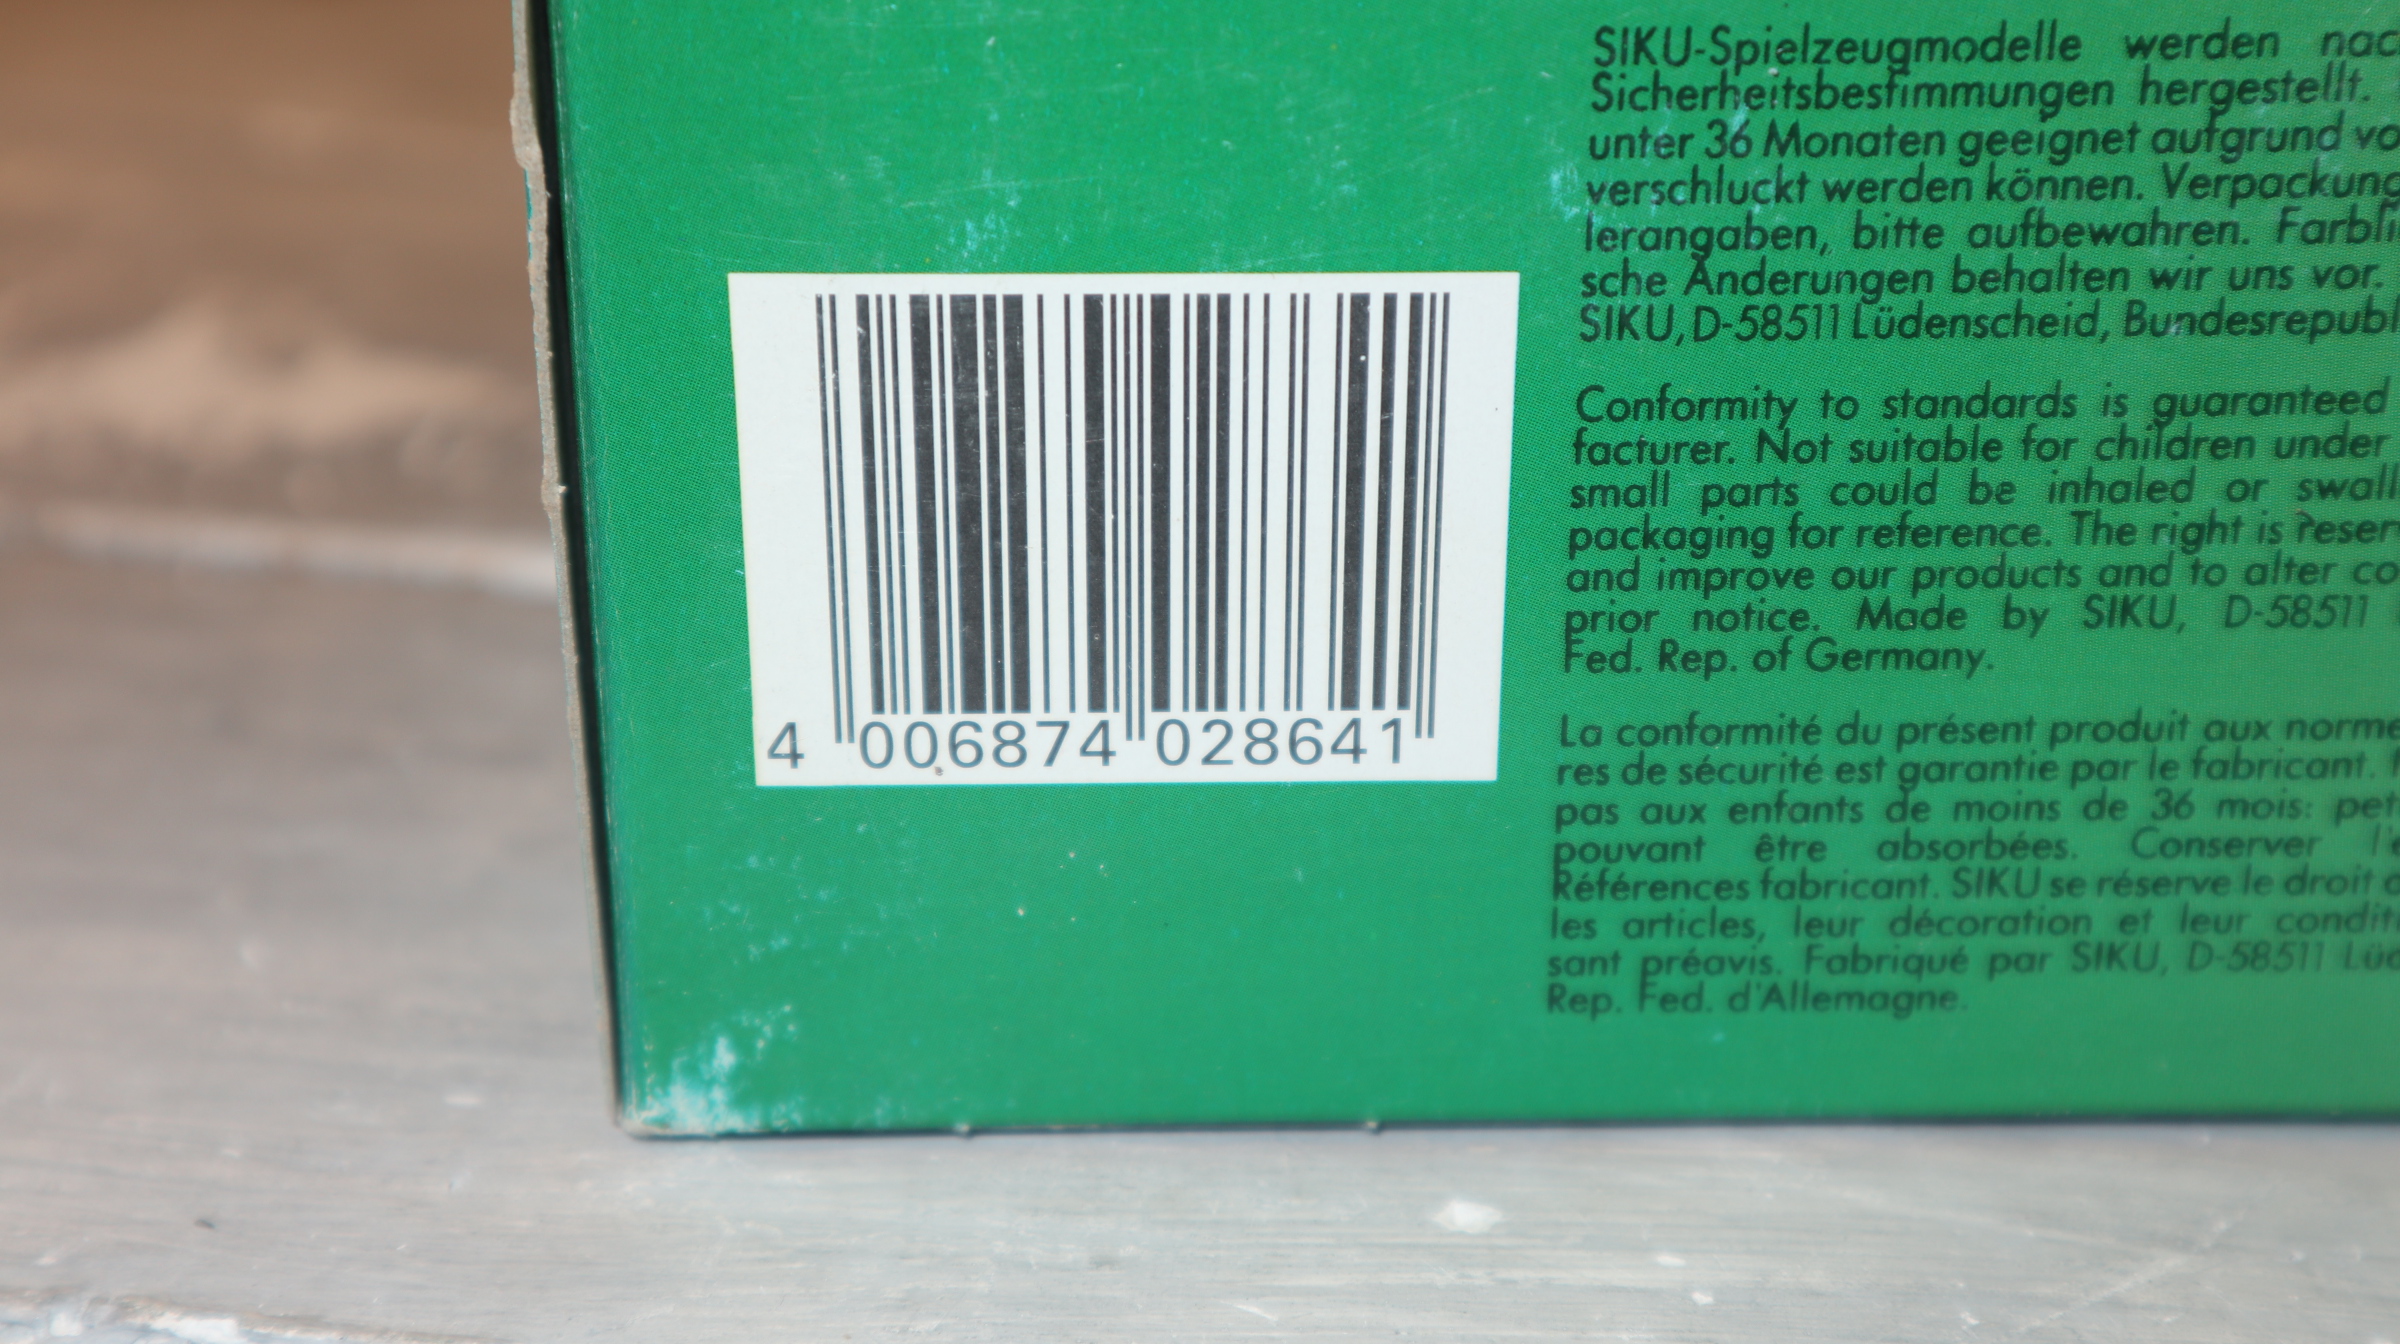 4 006874 028641
SIKU-Spielzeugmodelle werden
Sicherheitsbestimmungen hergestellt.
unter 36 Monaten geeignet aufgrund
verschluckt werden können. Verpackung
lerangaben, bitte aufbewahren.
sche Änderungen behalten wir uns vor.
SIKU, D-58511 Lüdenscheid,
Conformity to standards is guaranteed
facturer. Not suitable for children under
small parts could be inhaled or
packaging for reference. The right is
and improve our products and to alter
prior notice. Made by SIKU, D-58511
Fed. Rep. of Germany.
La conformité du présent produit aux
res de sécurité est garantie par le fabricant.
pas aux enfants de moins de 36 mois:
pouvant être absorbées. Conserver
Références fabricant. SIKU se réserve le droit
les articles, leur décoration et leur
sant préavis. Fabriqué par SIKU, D-58511
Rep. Fed. d'Allemagne.